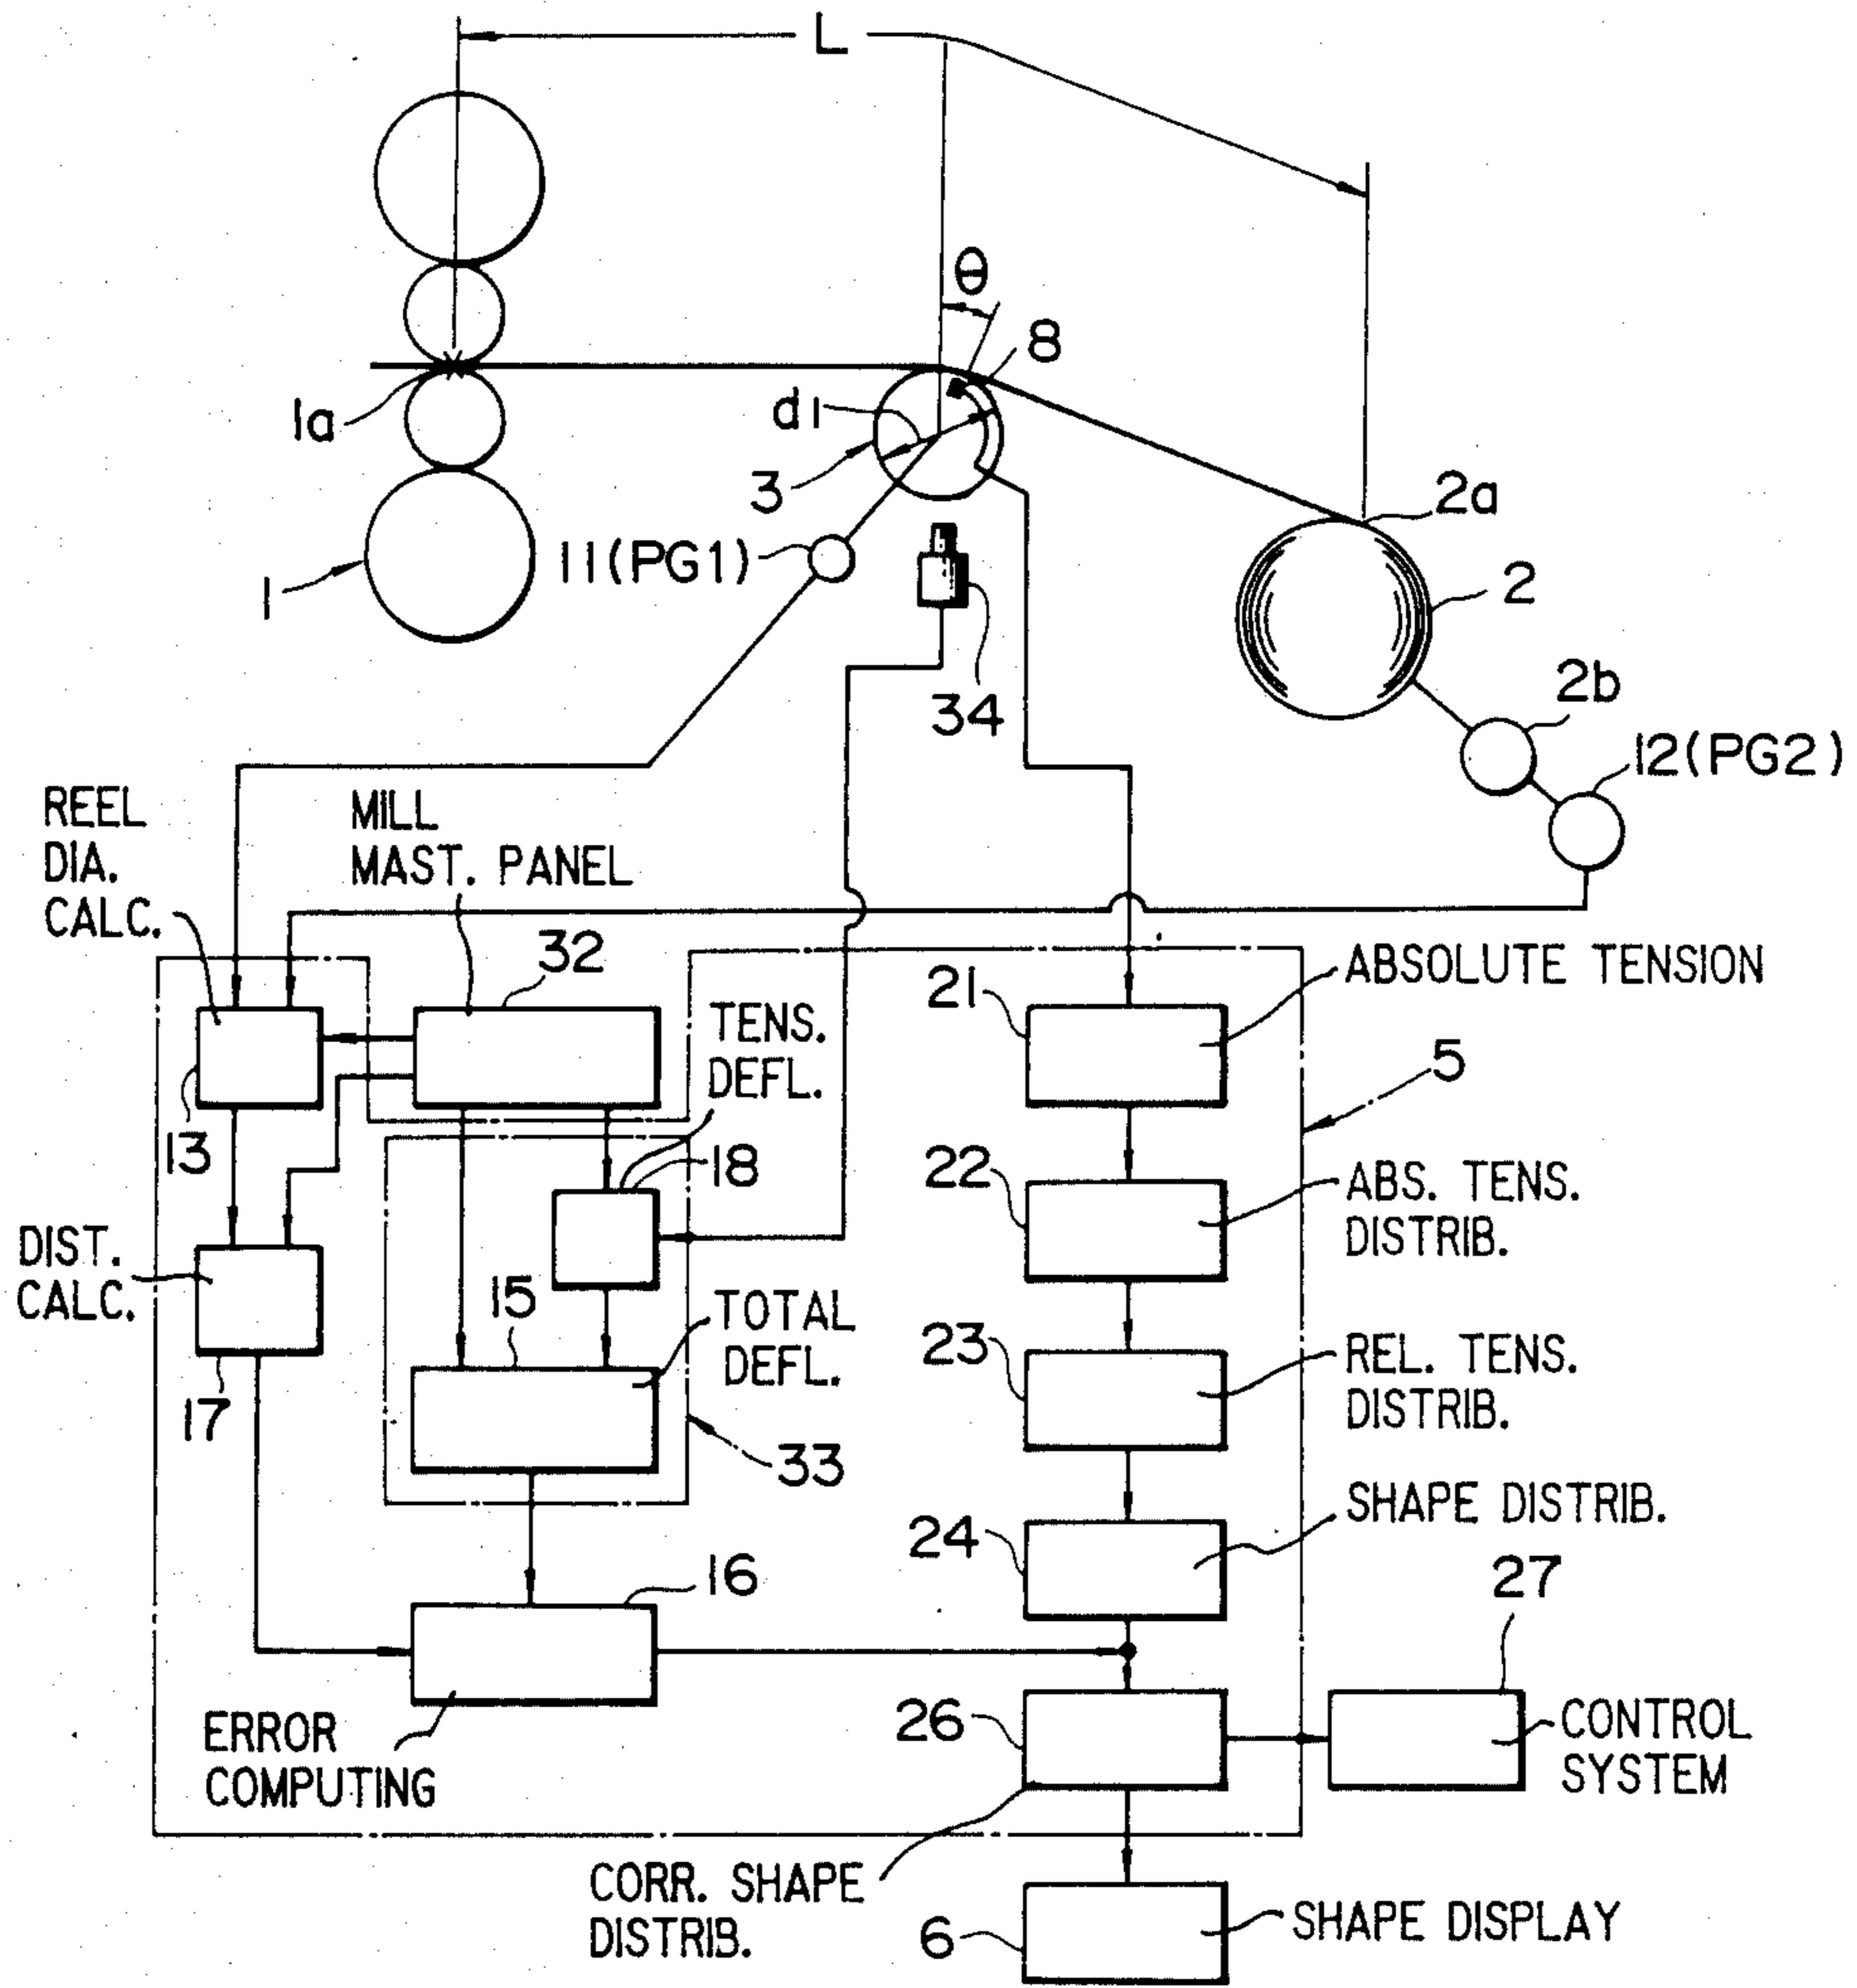 L
θ
8
1a
d1
3
2a
11(PG1)
1
2
34
2b
12(PG2)
REEL
DIA.
CALC.
MILL
MAST. PANEL
32
21
ABSOLUTE TENSION
TENS.
DEFL.
5
13
18
22
ABS. TENS.
DISTRIB.
DIST.
CALC.
15
TOTAL
DEFL.
23
REL. TENS.
DISTRIB.
17
33
24
SHAPE DISTRIB.
16
27
26
ERROR
COMPUTING
CONTROL
SYSTEM
CORR. SHAPE
DISTRIB.
6
SHAPE DISPLAY